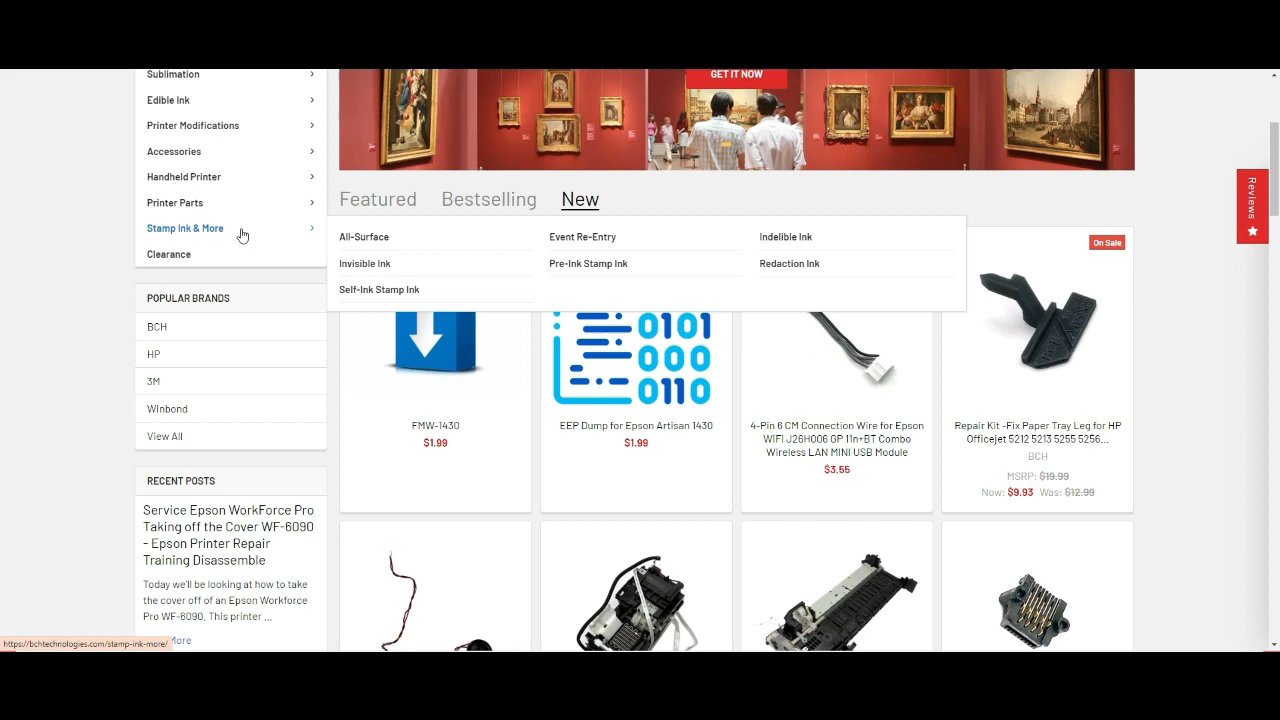 GET IT NOW
Sublimation
Edible Ink
Printer Modifications
Accessories
Handheld Printer
Printer Parts
Stamp Ink & More
Clearance
Featured Bestselling New
All-Surface Event Re-Entry Indelible Ink
Invisible Ink Pre-Ink Stamp Ink Redaction Ink
Self-Ink Stamp Ink
On Sale
Reviews
POPULAR BRANDS
BCH
HP
3M
Winbond
View All
0101
000
0110
FMW-1430
$1.99
EEP Dump for Epson Artisan 1430
$1.99
4-Pin 6 CM Connection Wire for Epson
WIFI J26H006 GP 11n+BT Combo
Wireless LAN MINI USB Module
$3.55
Repair Kit -Fix Paper Tray Leg for HP
Officejet 5212 5213 5255 5256...
BCH
MSRP: $19.99
Now: $9.93 Was: $12.99
RECENT POSTS
Service Epson WorkForce Pro
Taking off the Cover WF-6090
- Epson Printer Repair
Training Disassemble
Today we'll be looking at how to take
the cover off of an Epson Workforce
Pro WF-6090, This printer ...
More
https://bchtechnologies.com/stamp-ink-more/